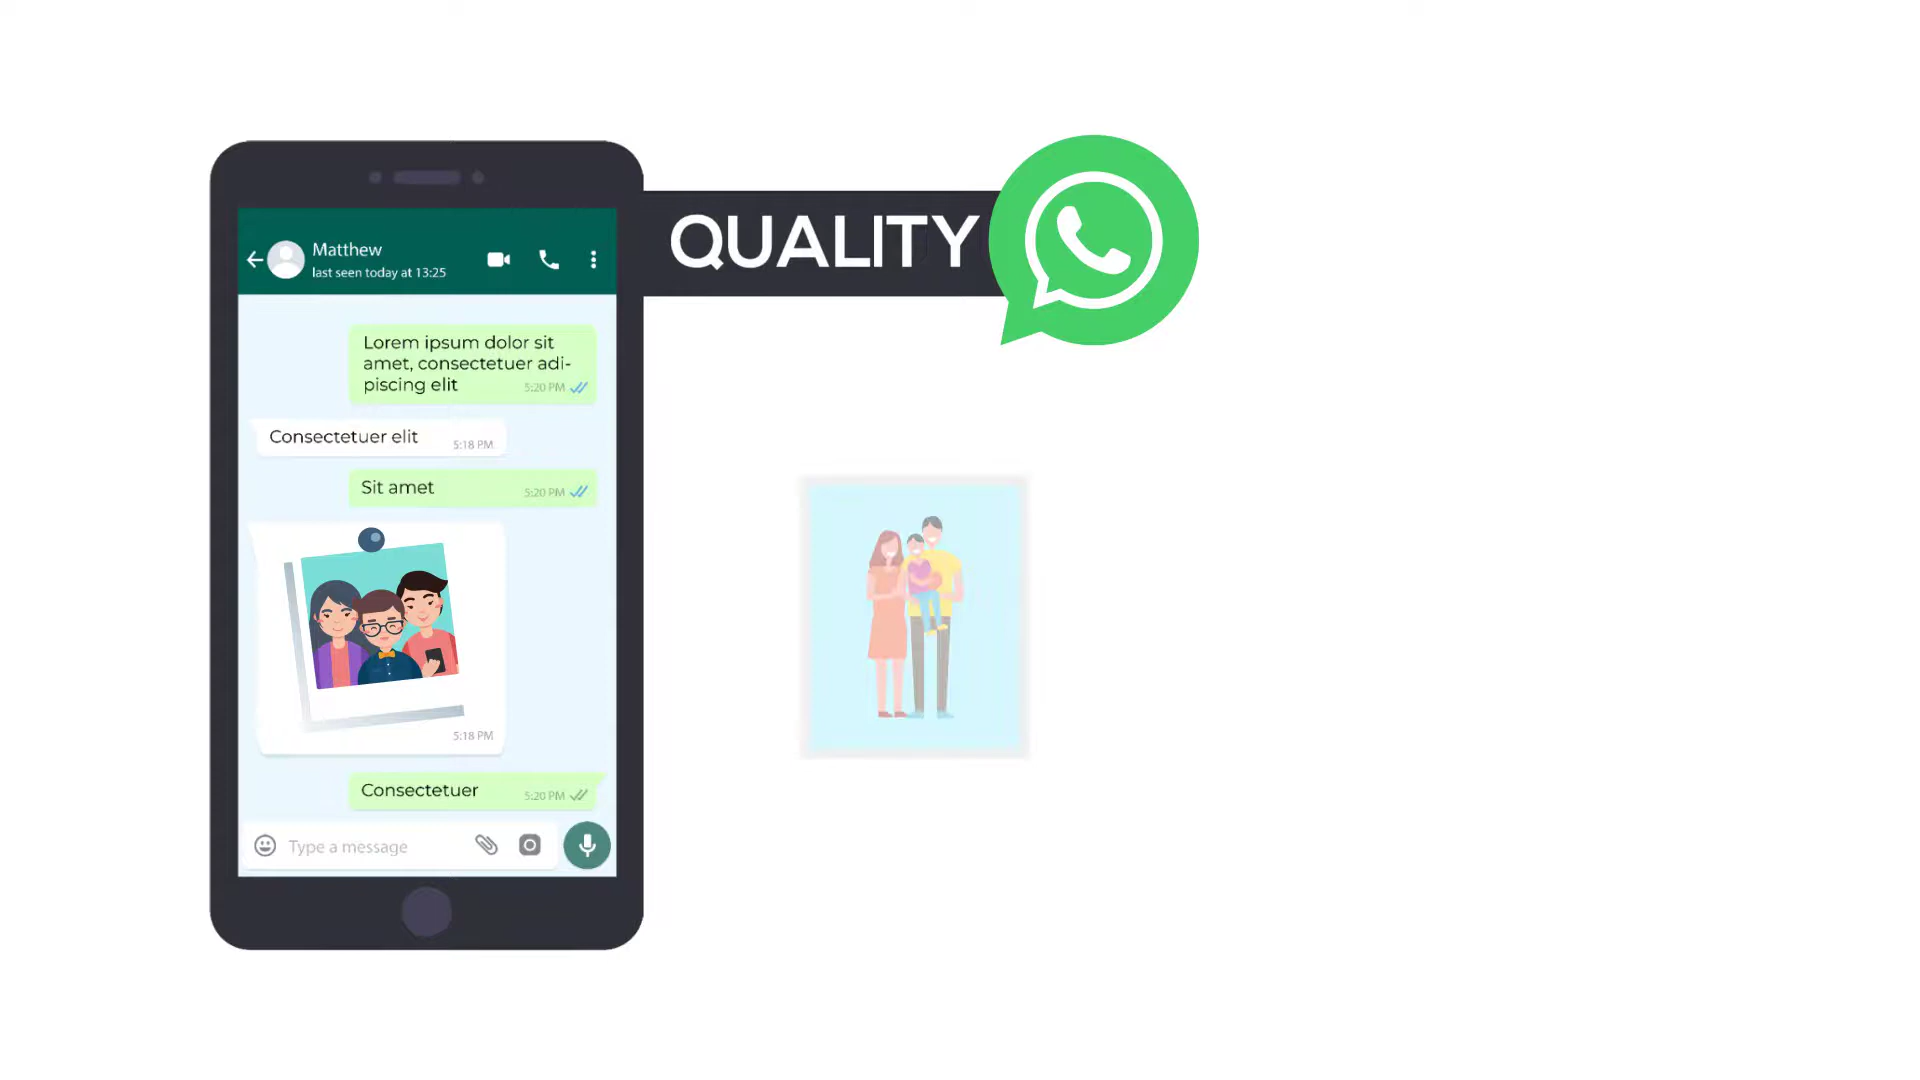 QUALITY
Matthew
last seen today at 13:25
Lorem ipsum dolor sit
amet, consectetuer adi-
piscing elit
5:20 PM
Consectetuer elit
5:18 PM
Sit amet
5:20 PM
5:18 PM
Consectetuer
5:20 PM
Type a message